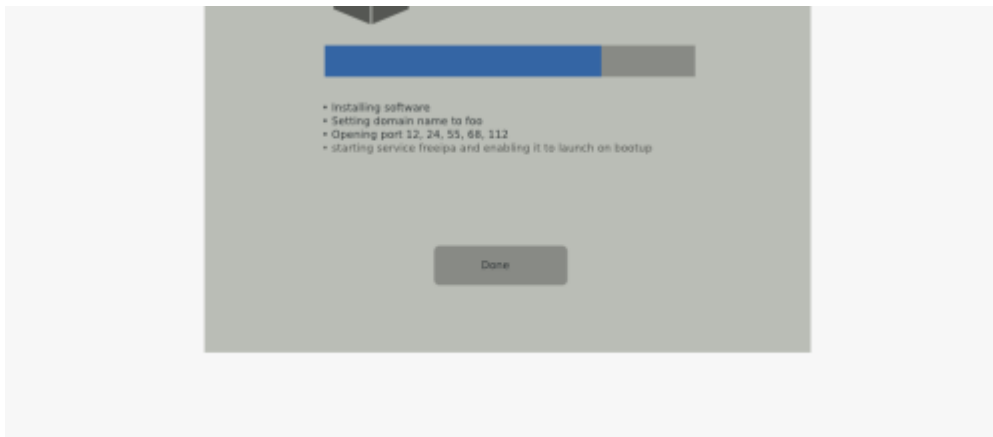 • Installing software
• Setting domain name to foo
• Opening port 12, 24, 55, 68, 112
• starting service freeipa and enabling it to launch on bootup
Done